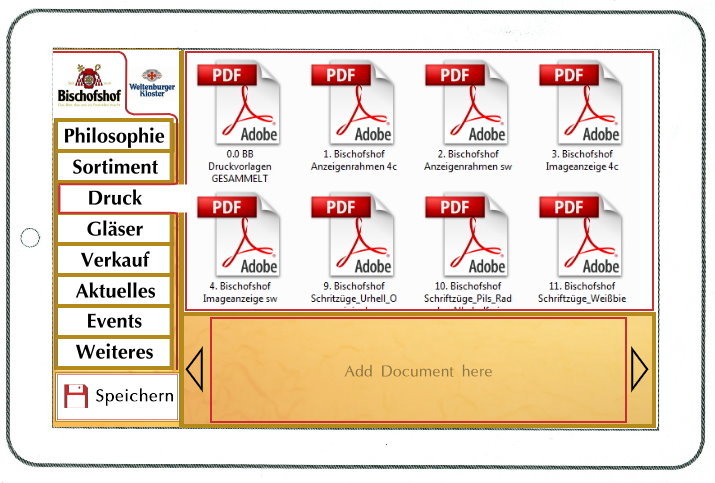 Bischofshof
Weltenburger
Kloster
Philosophie
Sortiment
Druck
Gläser
Verkauf
Aktuelles
Events
Weiteres
Speichern
PDF
Adobe
0.0 BB
Druckvorlagen
GESAMMELT
PDF
Adobe
1. Bischofshof
Anzeigenrahmen 4c
PDF
Adobe
2. Bischofshof
Anzeigenrahmen sw
PDF
Adobe
3. Bischofshof
Imageanzeige 4c
PDF
Adobe
4. Bischofshof
Imageanzeige sw
PDF
Adobe
9. Bischofshof
Schritzüge_Urhell_O
PDF
Adobe
10. Bischofshof
Schriftzüge_Pils_Rad
PDF
Adobe
11. Bischofshof
Schriftzüge_Weißbie
Add Document here